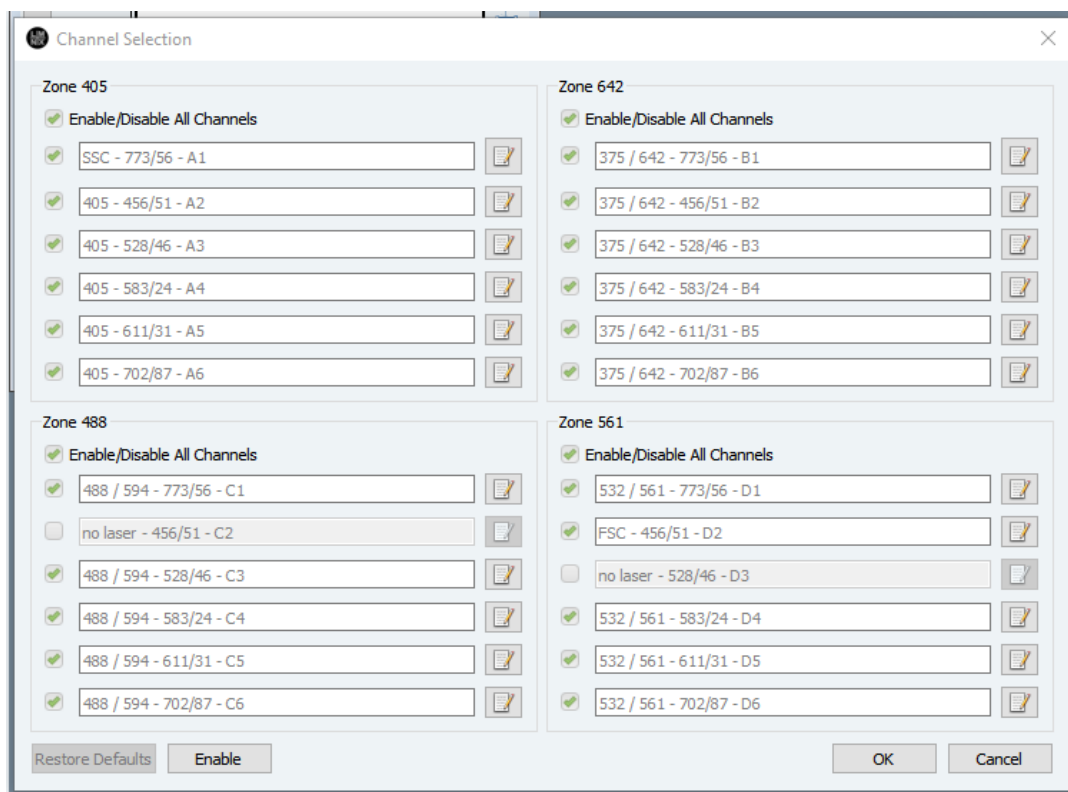 Channel Selection
Zone 405
Enable/Disable All Channels
SSC - 773/56 - A1
405 - 456/51 - A2
405 - 528/46 - A3
405 - 583/24 - A4
405 - 611/31 - A5
405 - 702/87 - A6
Zone 642
Enable/Disable All Channels
375 / 642 - 773/56 - B1
375 / 642 - 456/51 - B2
375 / 642 - 528/46 - B3
375 / 642 - 583/24 - B4
375 / 642 - 611/31 - B5
375 / 642 - 702/87 - B6
Zone 488
Enable/Disable All Channels
488 / 594 - 773/56 - C1
no laser - 456/51 - C2
488 / 594 - 528/46 - C3
488 / 594 - 583/24 - C4
488 / 594 - 611/31 - C5
488 / 594 - 702/87 - C6
Zone 561
Enable/Disable All Channels
532 / 561 - 773/56 - D1
FSC - 456/51 - D2
no laser - 528/46 - D3
532 / 561 - 583/24 - D4
532 / 561 - 611/31 - D5
532 / 561 - 702/87 - D6
Restore Defaults
Enable
OK
Cancel